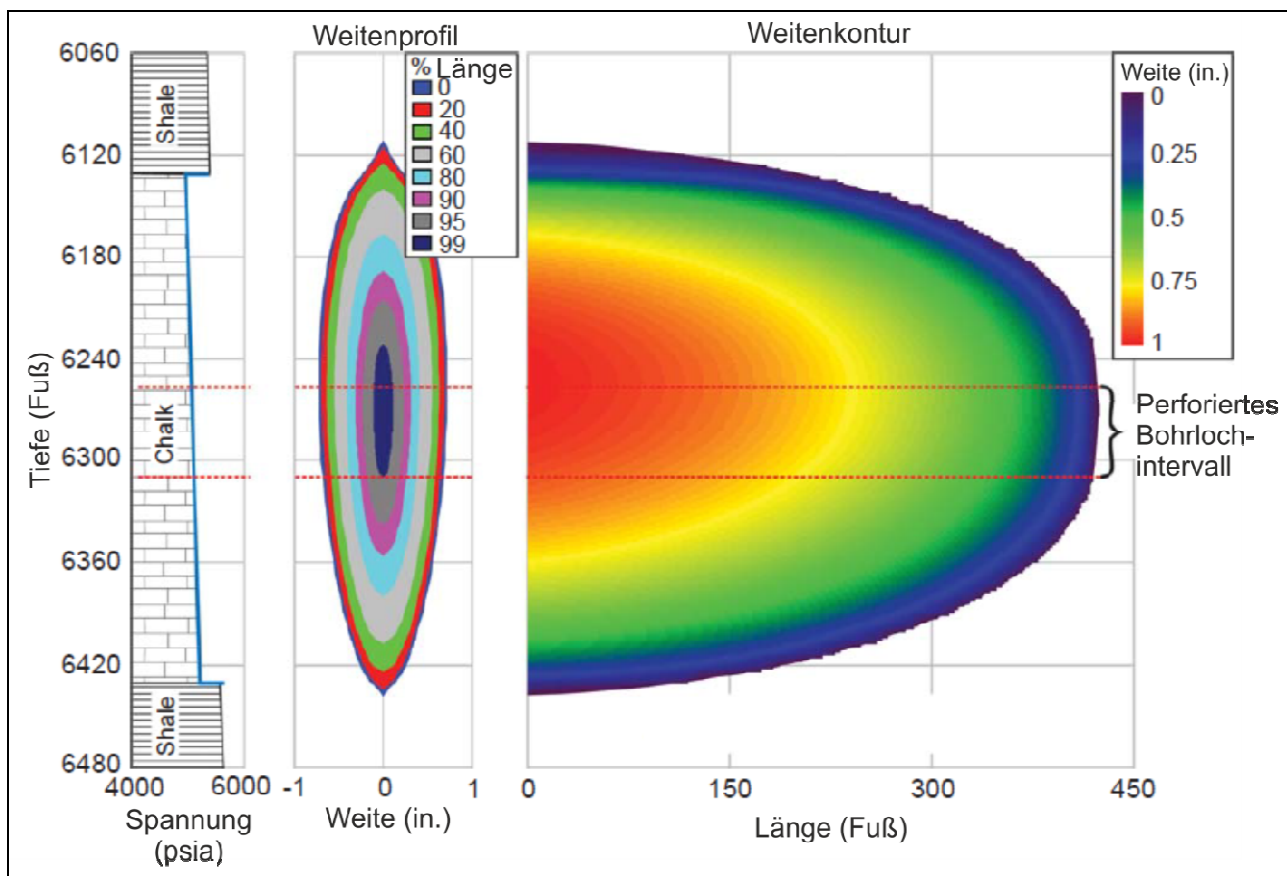 Weitenprofil
Weitenkontur
6060
6120
6180
6240
6300
6360
6420
6480
Tiefe (Fuß)
Shale
Chalk
Shale
4000
6000
Spannung
(psia)
% Länge
0
20
40
60
80
90
95
99
-1
0
1
Weite (in.)
Weite (in.)
0
0.25
0.5
0.75
1
Perforiertes
Bohrloch-
intervall
0
150
300
450
Länge (Fuß)